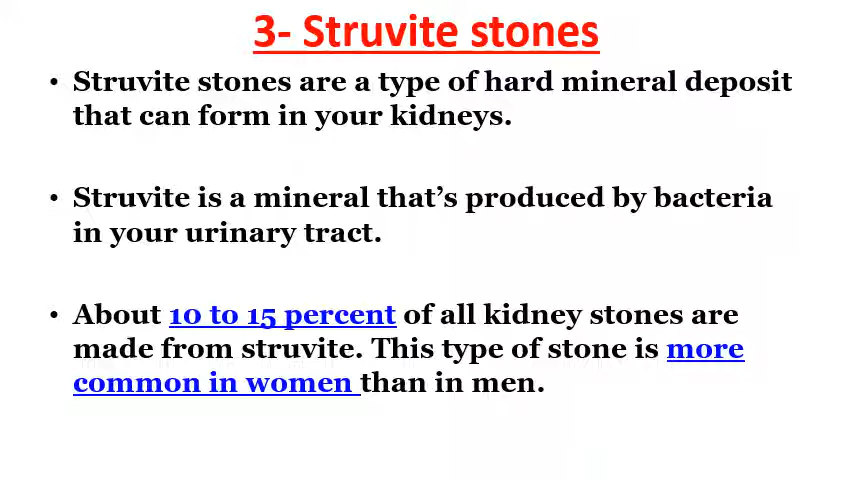 3- Struvite stones
• Struvite stones are a type of hard mineral deposit
that can form in your kidneys.
• Struvite is a mineral that's produced by bacteria
in your urinary tract.
• About 10 to 15 percent of all kidney stones are
made from struvite. This type of stone is more
common in women than in men.